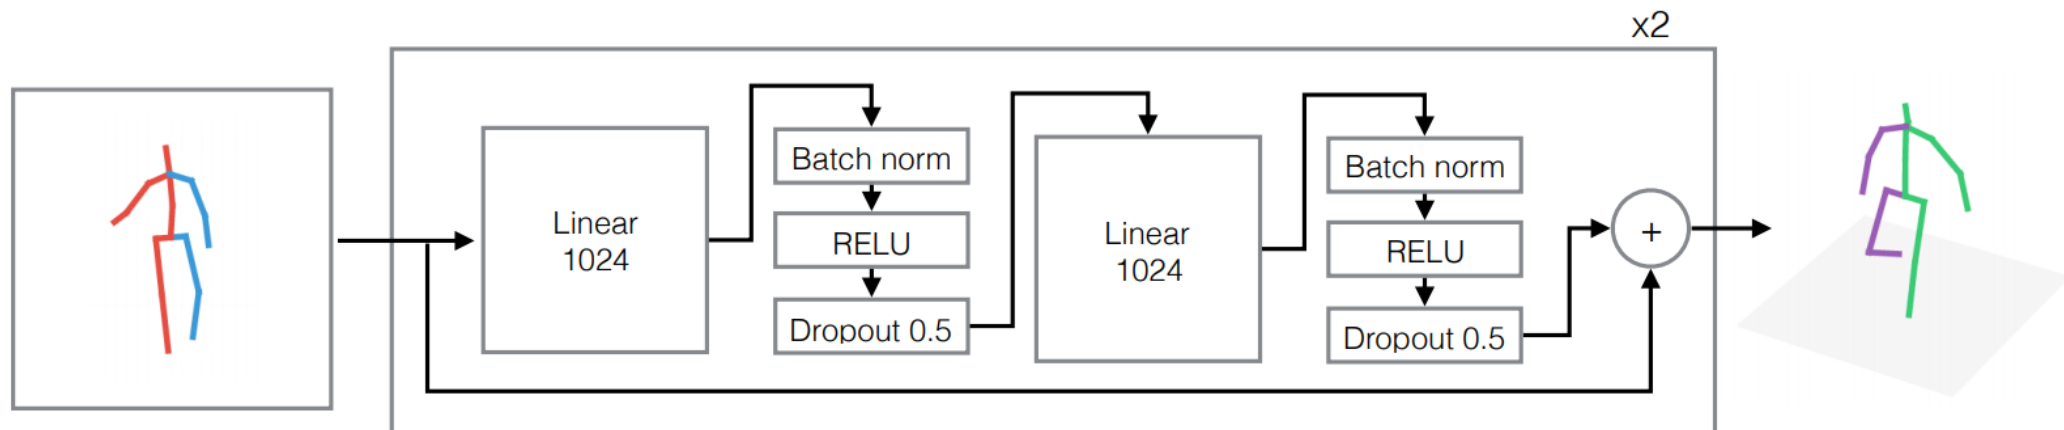 x2
Linear
1024
Batch norm
RELU
Dropout 0.5
Linear
1024
Batch norm
RELU
Dropout 0.5
+